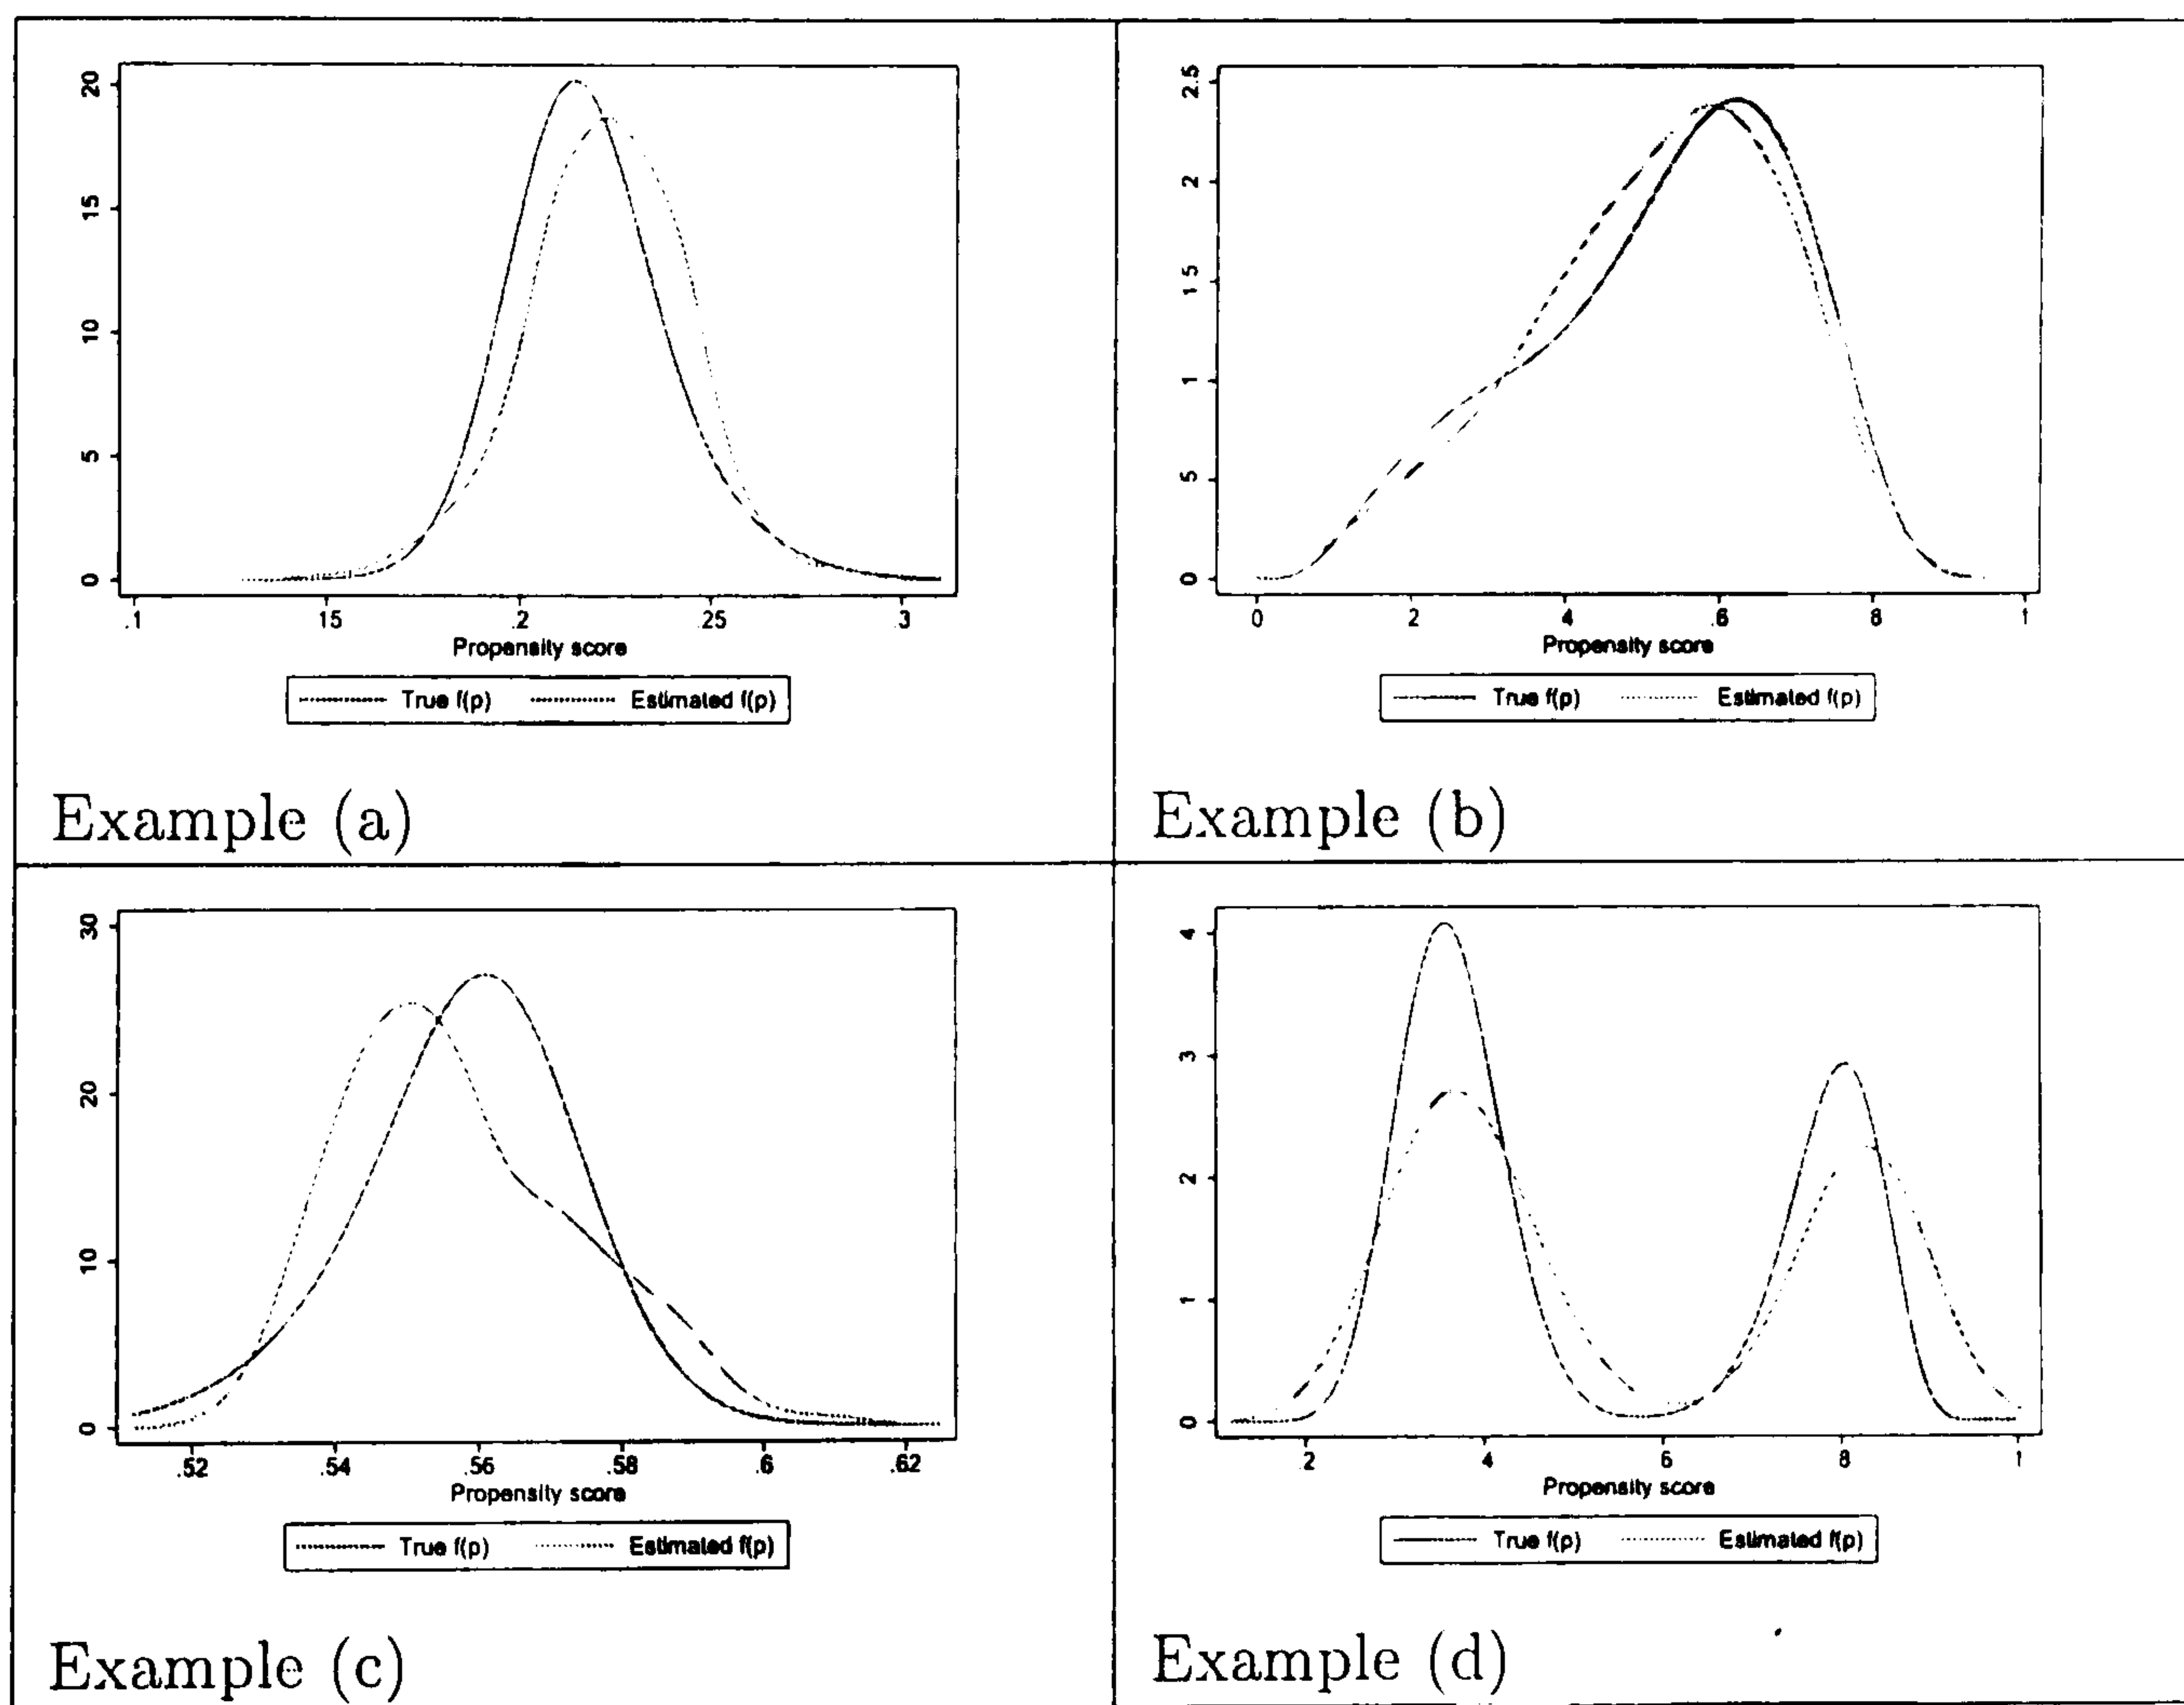 20
15
10
5
0
.1 15 .2 .25 .3
Propensity score
True f(p) Estimated f(p)
Example (a)
2.5
2
1.5
1
5
0
0 2 4 .6 8 1
Propensity score
True f(p) Estimated f(p)
Example (b)
30
20
10
0
.52 .54 .56 .58 .6 .62
Propensity score
True f(p) Estimated f(p)
Example (c)
4
3
2
1
0
.2 4 6 8 1
Propensity score
True f(p) Estimated f(p)
Example (d)